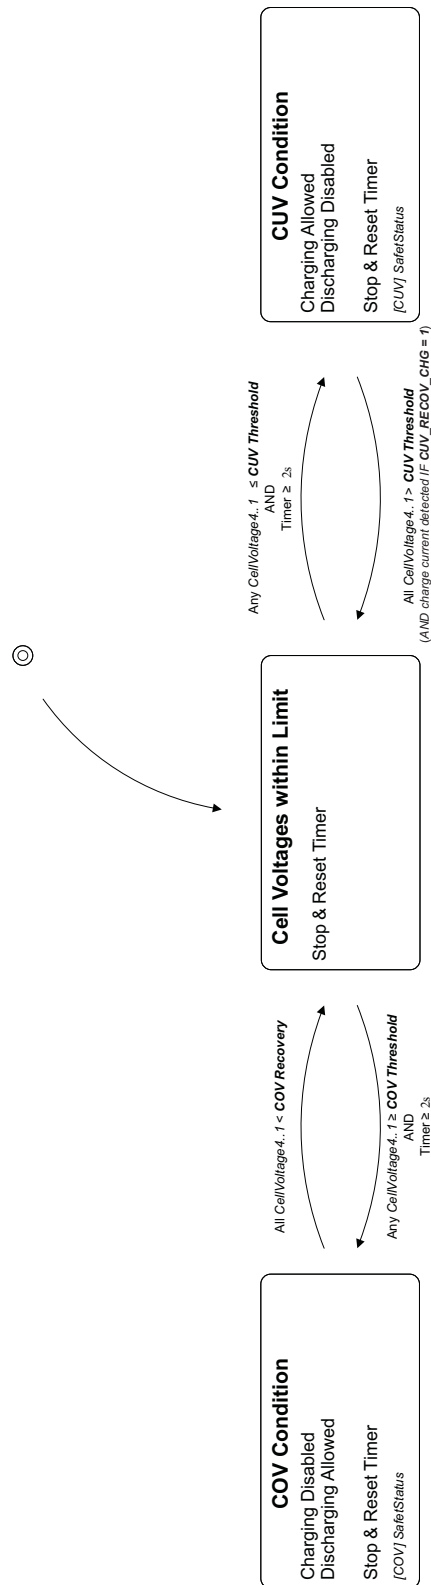 COV Condition
Charging Disabled
Discharging Allowed
Stop & Reset Timer
[COV] SafetStatus
All CellVoltage4..1 < COV Recovery
Any CellVoltage4..1 ≥ COV Threshold
AND
Timer ≥ 2s
Cell Voltages within Limit
Stop & Reset Timer
Any CellVoltage4..1 ≤ CUV Threshold
AND
Timer ≥ 2s
All CellVoltage4..1 > CUV Threshold
(AND charge current detected IF CUV_RECOV_CHG = 1)
CUV Condition
Charging Allowed
Discharging Disabled
Stop & Reset Timer
[CUV] SafetStatus